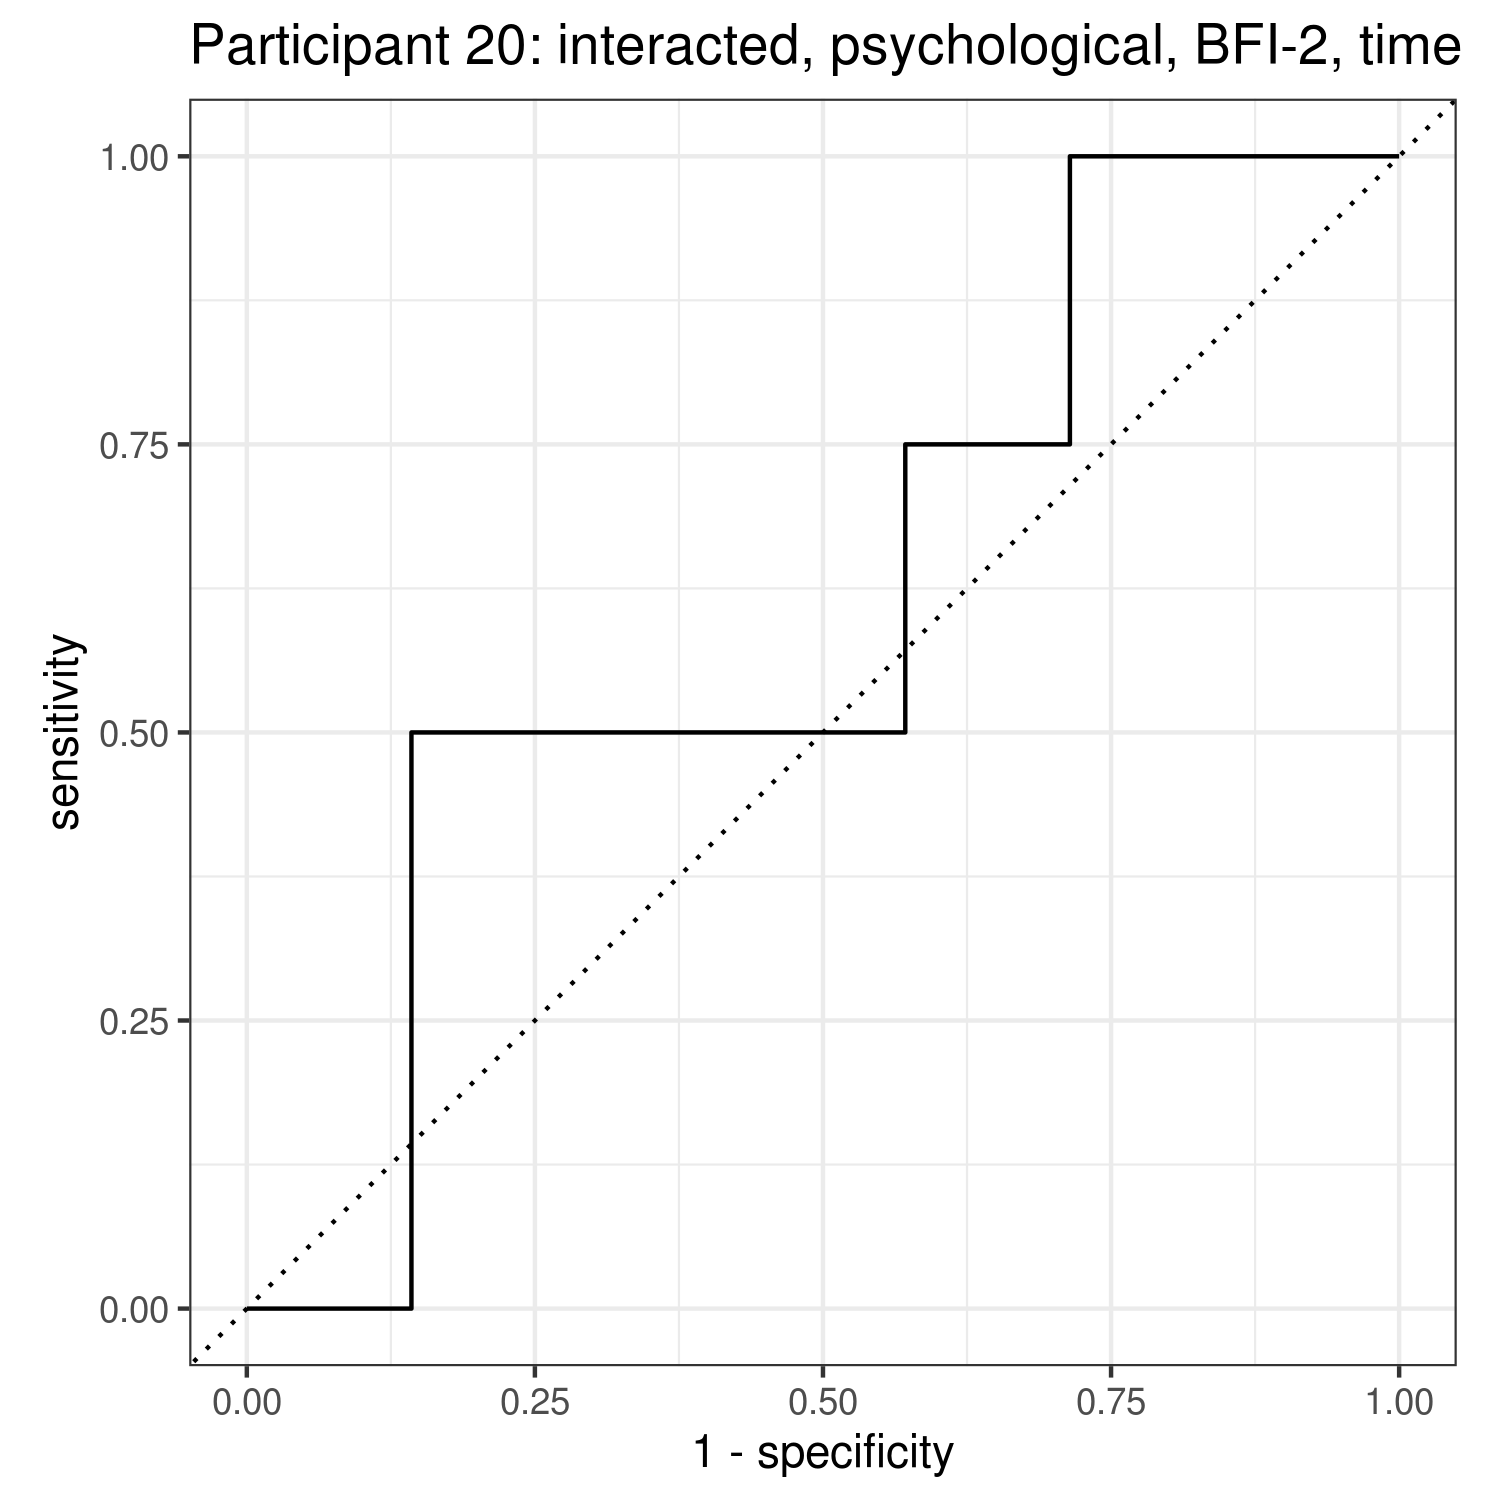 Participant 20: interacted, psychological, BFI-2, time
1.00
0.75
0.50
0.25
0.00
sensitivity
0.00 0.25 0.50 0.75 1.00
1 - specificity